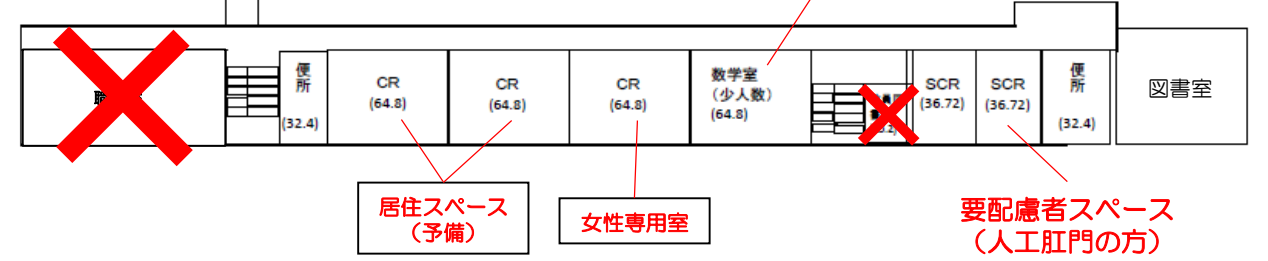 便
所
(32.4)
CR
(64.8)
CR
(64.8)
CR
(64.8)
数学室
(少人数)
(64.8)
SCR
(36.72)
SCR
(36.72)
便
所
(32.4)
図書室
居住スペース
（予備）
女性専用室
要配慮者スペース
（人工肛門の方）